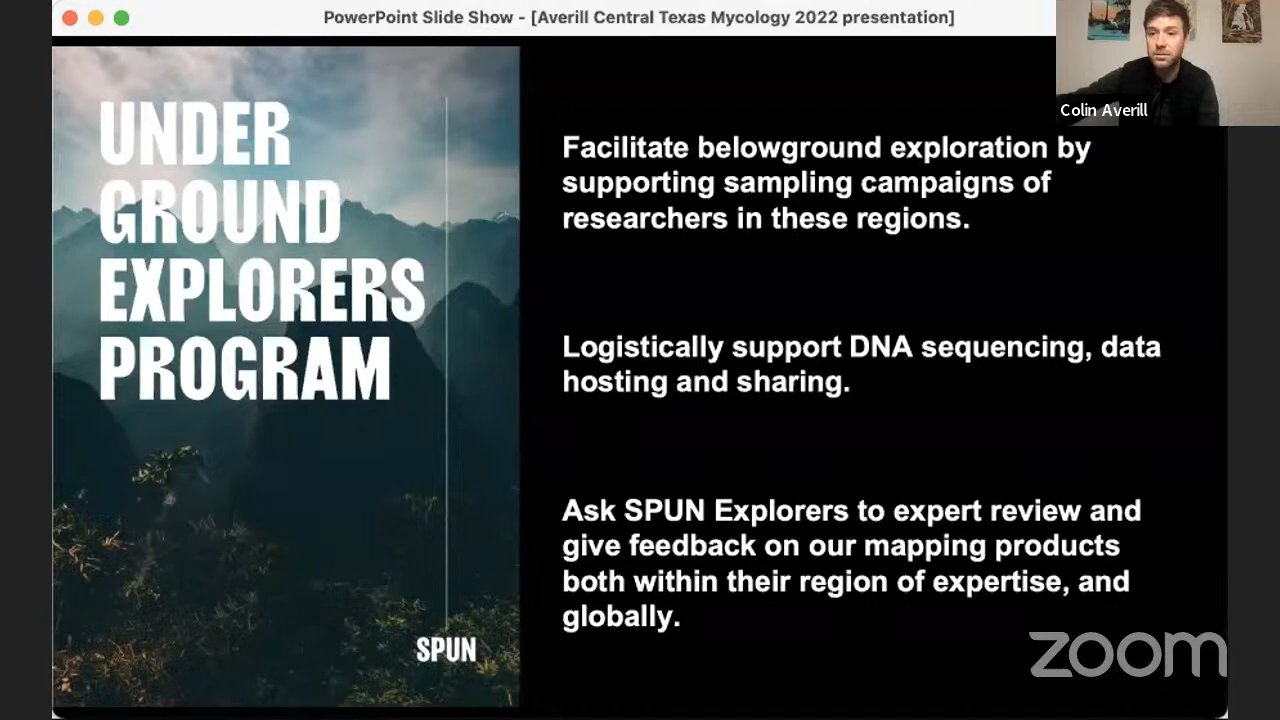 PowerPoint Slide Show - [Averill Central Texas Mycology 2022 presentation]
Colin Averill
UNDER
GROUND
EXPLORERS
PROGRAM
SPUN
Facilitate belowground exploration by
supporting sampling campaigns of
researchers in these regions.
Logistically support DNA sequencing, data
hosting and sharing.
Ask SPUN Explorers to expert review and
give feedback on our mapping products
both within their region of expertise, and
globally.
zoom